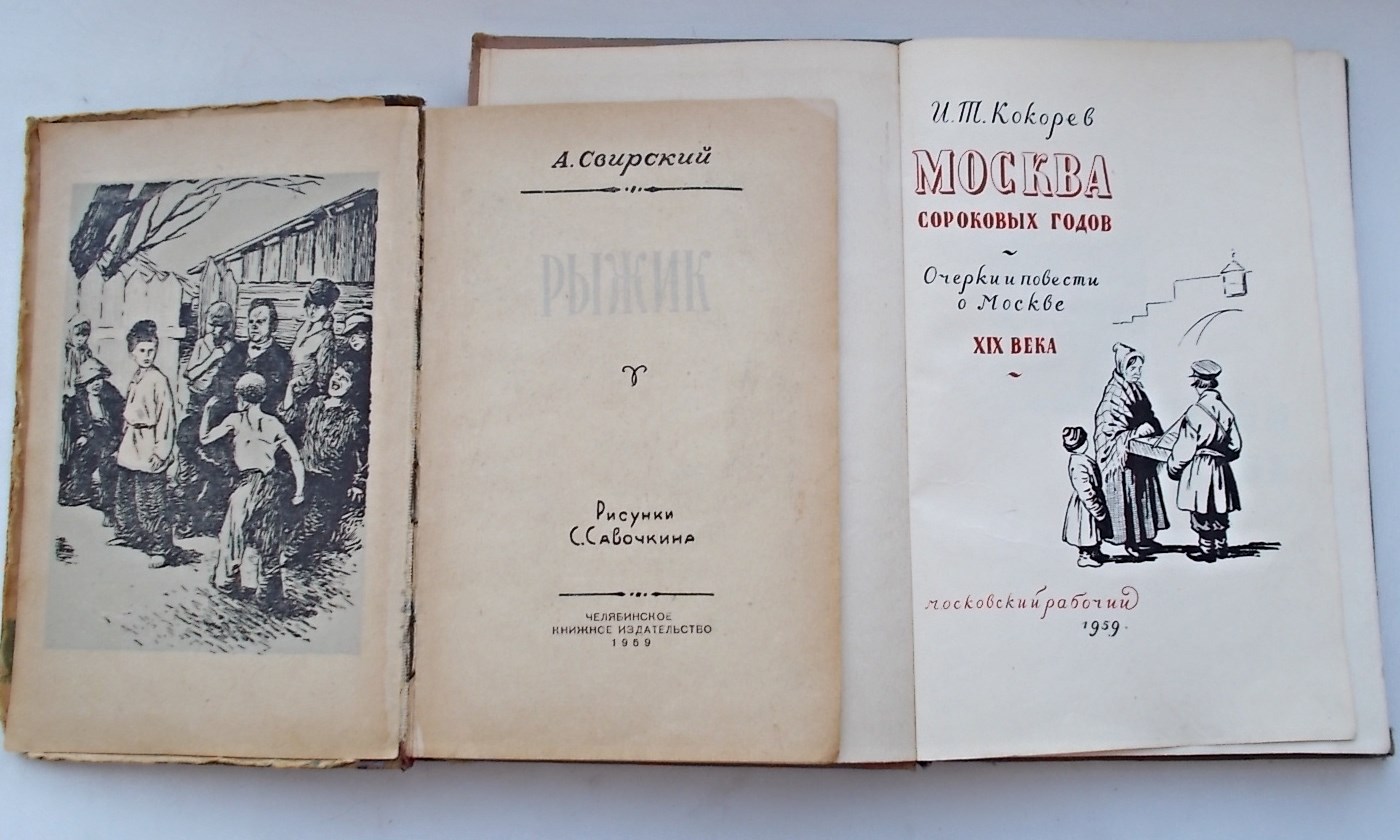 А. Свирский
РЫЖИК
Рисунки
С. Савочкина
ЧЕЛЯБИНСКОЕ
КНИЖНОЕ ИЗДАТЕЛЬСТВО
1959
И. Т. Кокорев
МОСКВА
СОРОКОВЫХ ГОДОВ
Очерки и повести
о Москве
XIX ВЕКА
московский рабочий
1959.